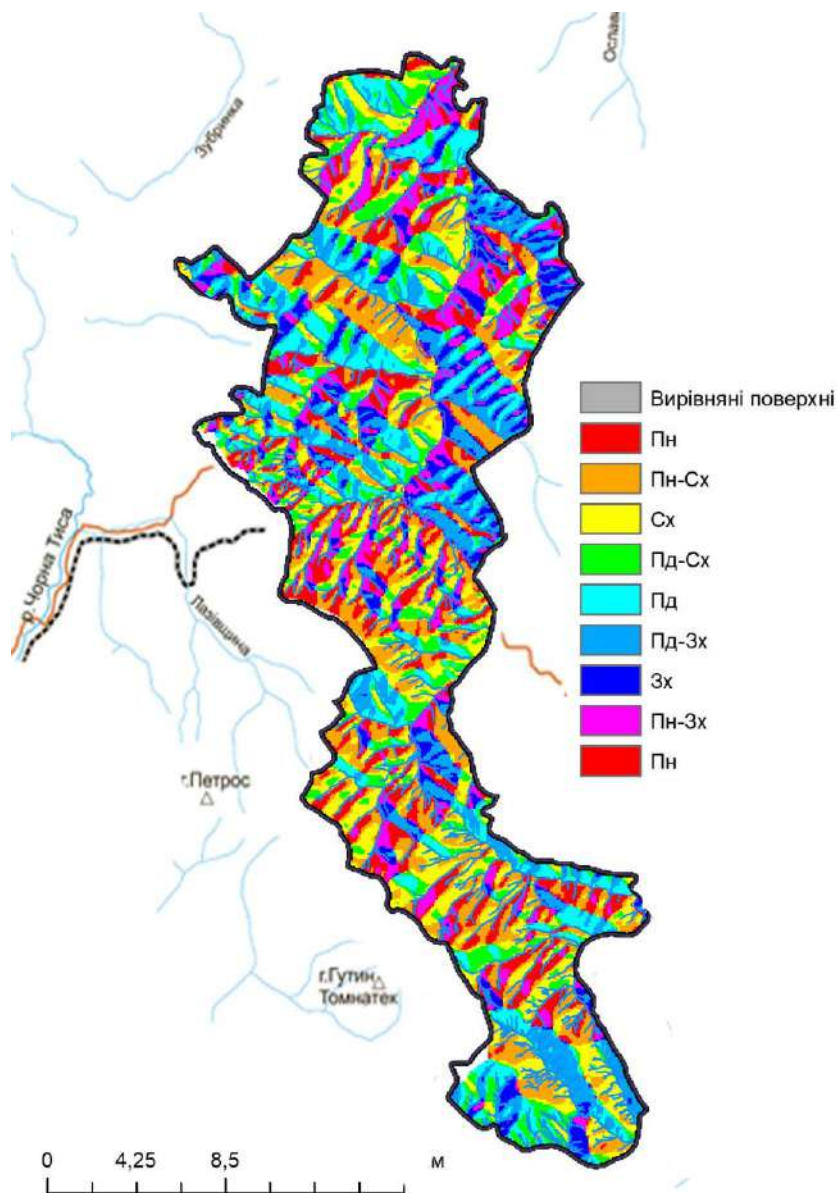 Ослава
Зубринка
Вирівняні поверхні
Пн
Пн-Сх
Сх
Пд-Сх
Пд
Пд-Зх
Зх
Пн-Зх
Пн
р. Чорна Тиса
Лазівщина
г.Петрос
г.Гутин
Томнатек
0 4,25 8,5 м